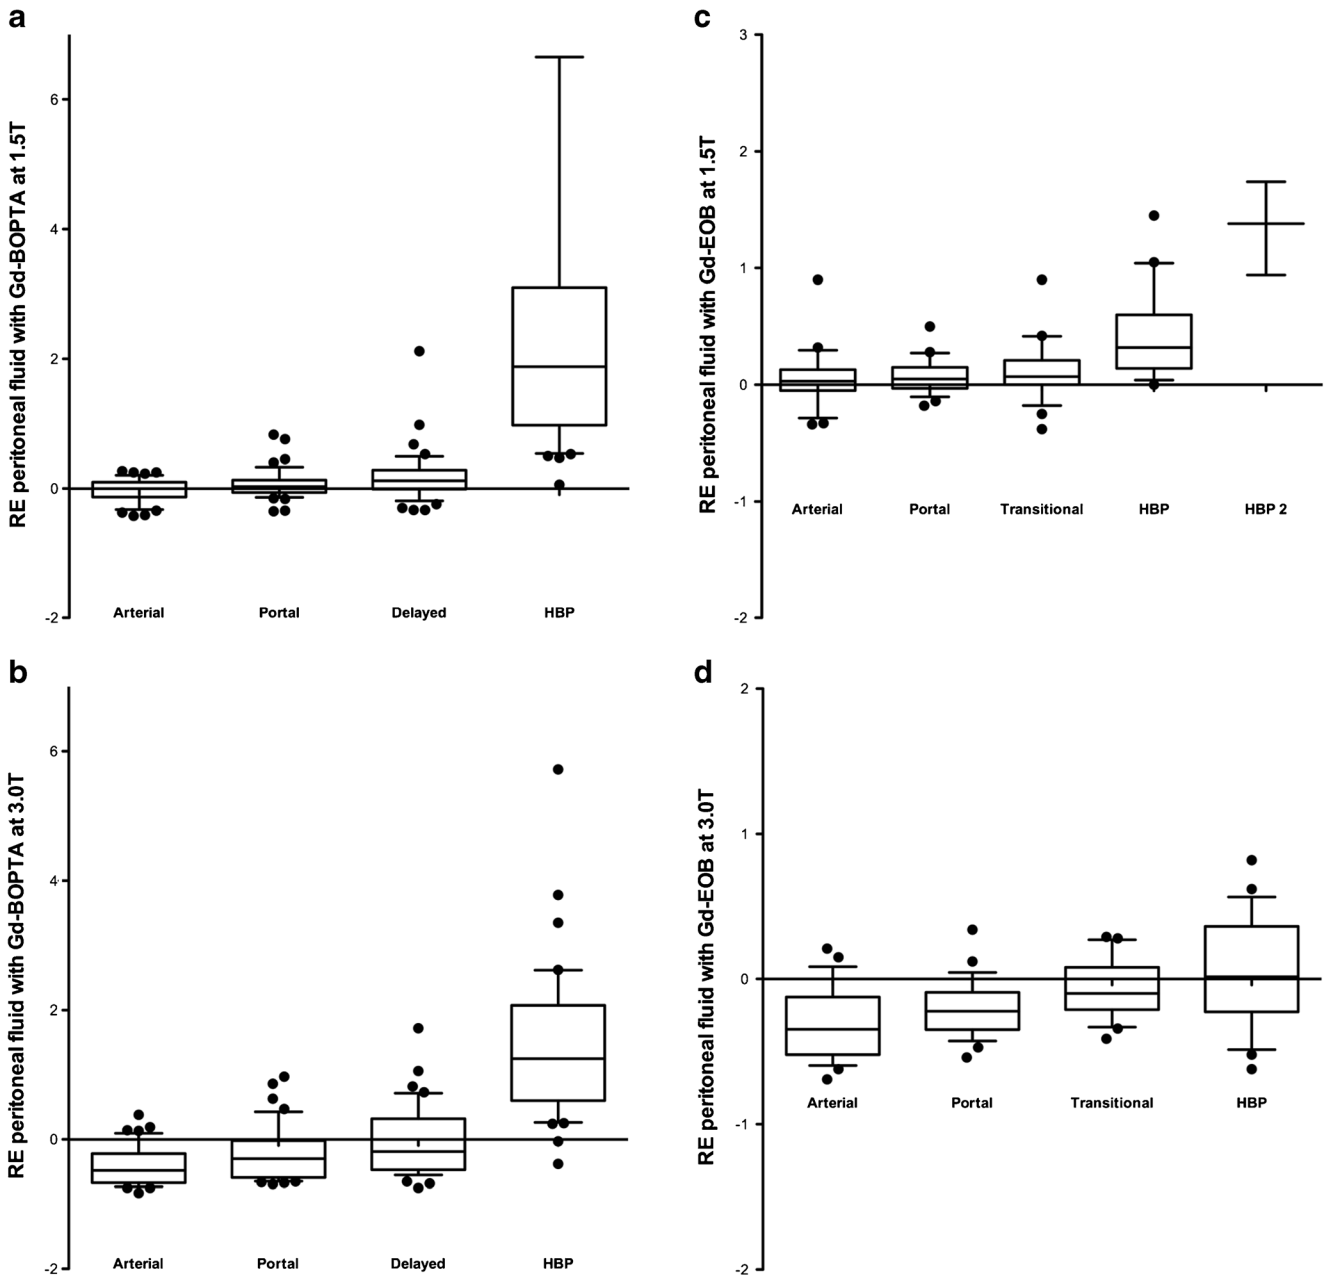 a
RE peritoneal fluid with Gd-BOPTA at 1.5T
6
4
2
0
-2
Arterial Portal Delayed HBP
c
RE peritoneal fluid with Gd-EOB at 1.5T
3
2
1
0
-1
-2
Arterial Portal Transitional HBP HBP 2
b
RE peritoneal fluid with Gd-BOPTA at 3.0T
6
4
2
0
-2
Arterial Portal Delayed HBP
d
RE peritoneal fluid with Gd-EOB at 3.0T
2
1
0
-1
-2
Arterial Portal Transitional HBP